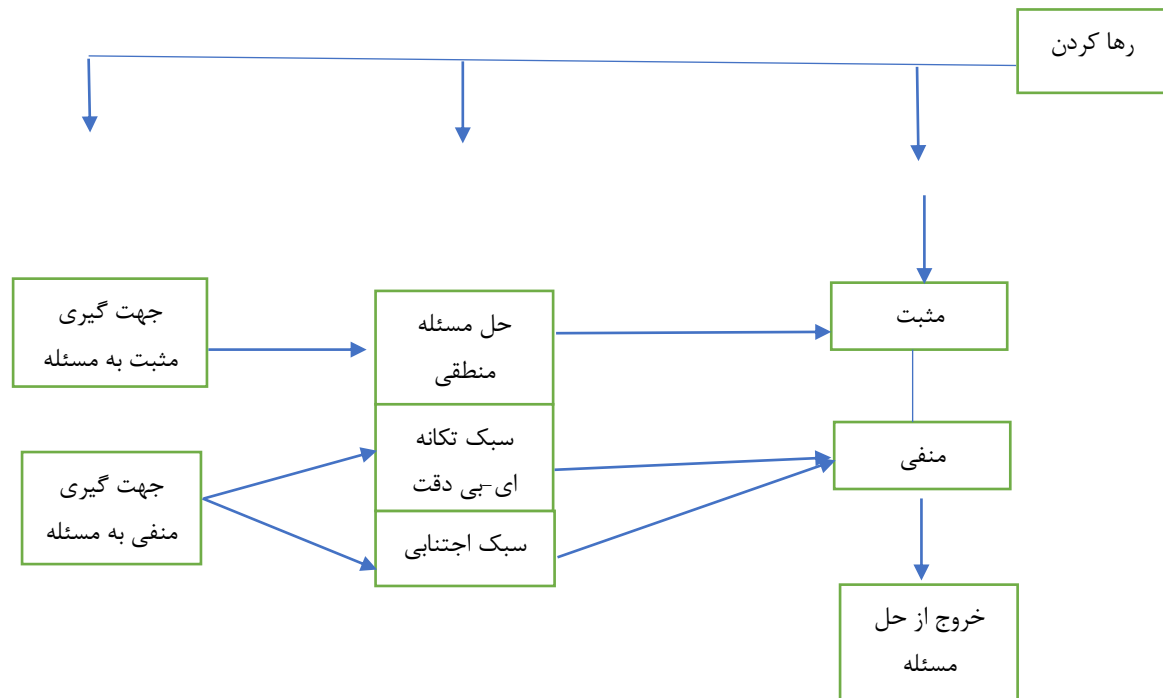 رها کردن
جهت گیری
مثبت به مسئله
حل مسئله
منطقی
مثبت
جهت گیری
منفی به مسئله
سبک تکانه
ای-بی دقت
سبک اجتنابی
منفی
خروج از حل
مسئله